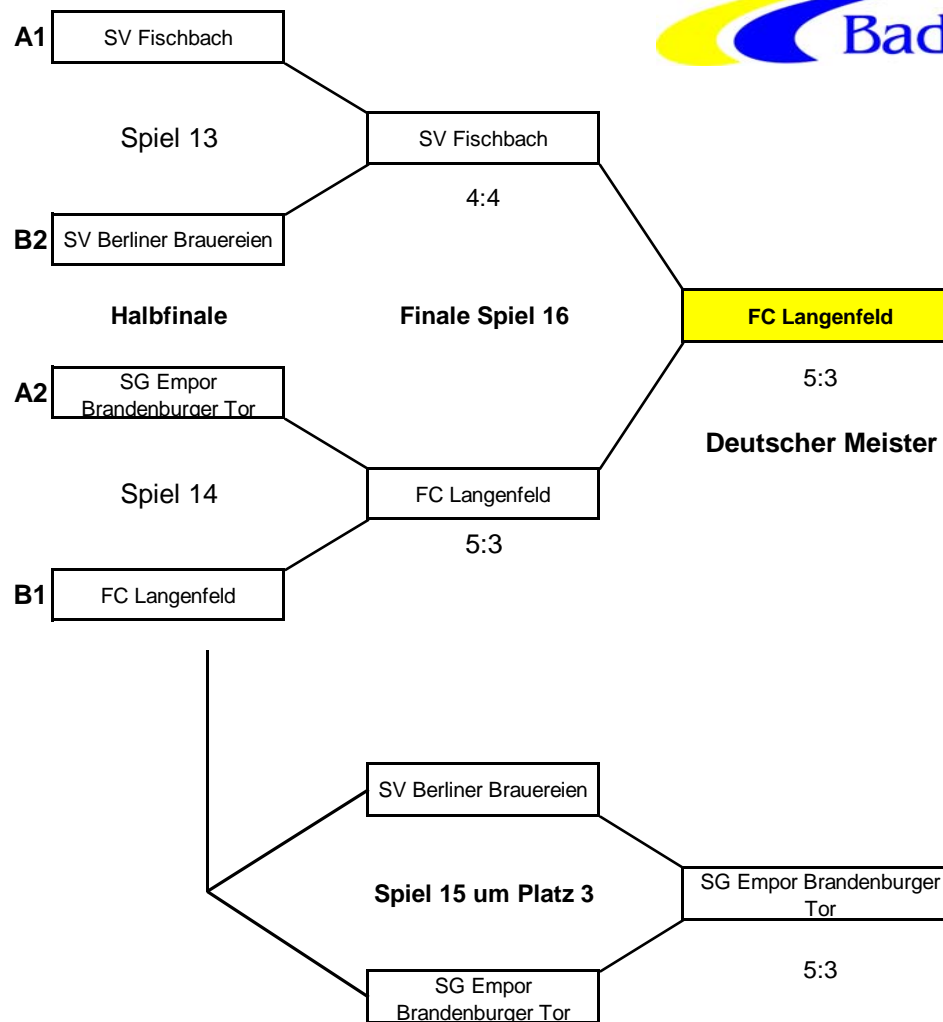 Bad
A1
SV Fischbach
Spiel 13
SV Fischbach
4:4
B2
SV Berliner Brauereien
Halbfinale
Finale Spiel 16
FC Langenfeld
5:3
Deutscher Meister
A2
SG Empor
Brandenburger Tor
Spiel 14
FC Langenfeld
5:3
B1
FC Langenfeld
SV Berliner Brauereien
Spiel 15 um Platz 3
SG Empor Brandenburger
Tor
5:3
SG Empor
Brandenburger Tor